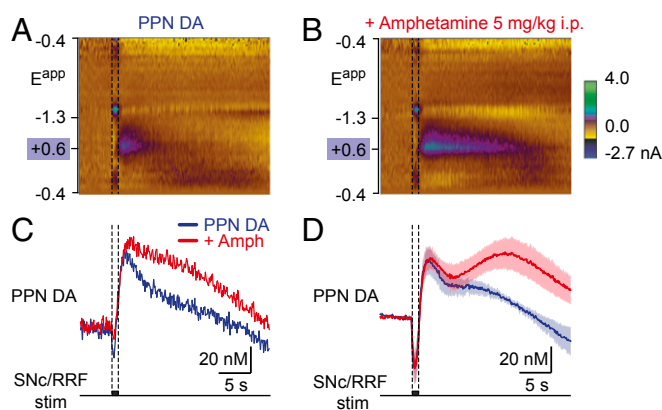 A
PPN DA
-0.4
E^app
-1.3
+0.6
-0.4
B
+ Amphetamine 5 mg/kg i.p.
-0.4
E^app
-1.3
+0.6
-0.4
4.0
0.0
-2.7 nA
C
PPN DA
+ Amph
PPN DA
20 nM
5 s
SNc/RRF
stim
D
PPN DA
20 nM
5 s
SNc/RRF
stim